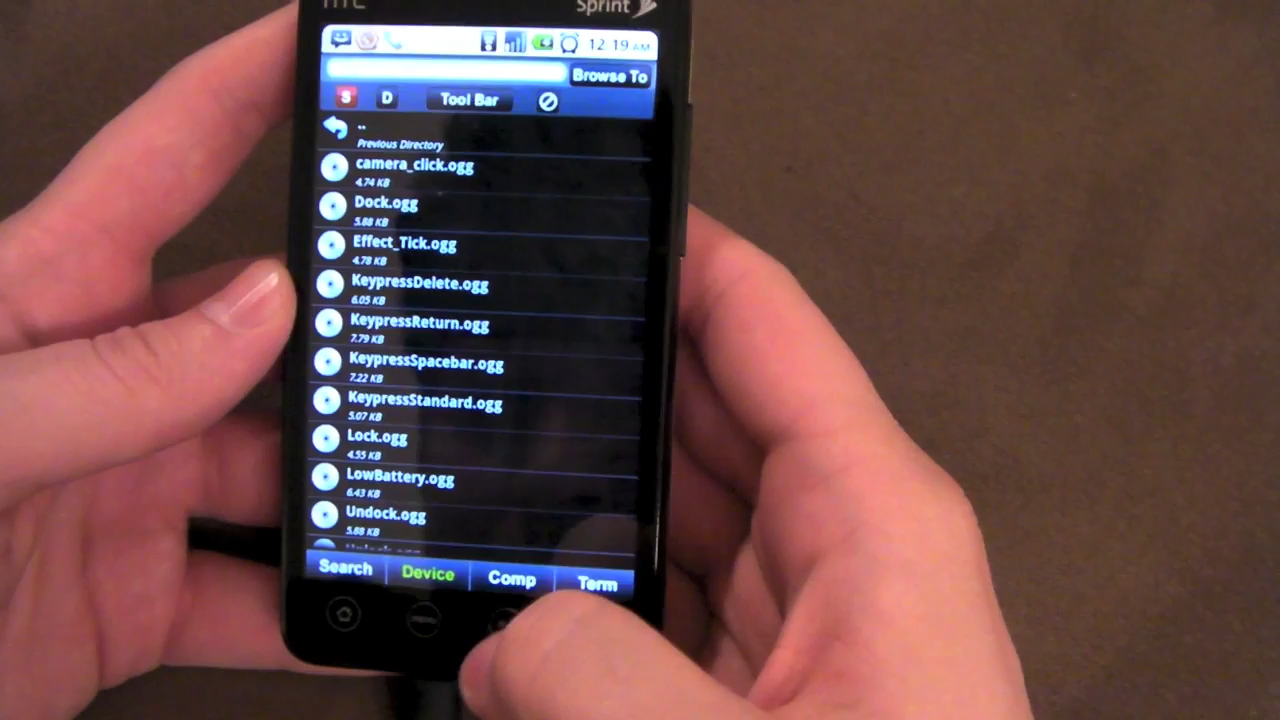 HTC
Sprint
12:19 AM
Browse To
S
D
Tool Bar
..
Previous Directory
camera_click.ogg
4.74 KB
Dock.ogg
5.88 KB
Effect_Tick.ogg
4.78 KB
KeypressDelete.ogg
6.05 KB
KeypressReturn.ogg
7.79 KB
KeypressSpacebar.ogg
7.22 KB
KeypressStandard.ogg
5.07 KB
Lock.ogg
4.55 KB
LowBattery.ogg
6.43 KB
Undock.ogg
5.88 KB
Search
Device
Comp
Term